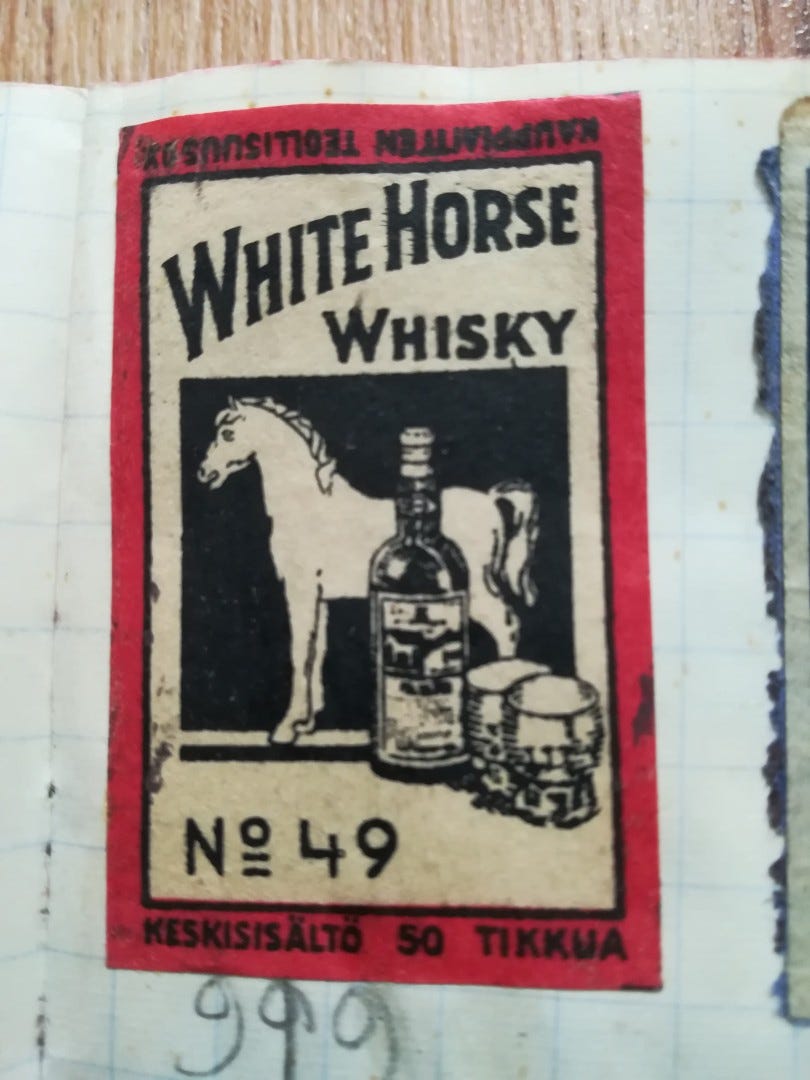 KAUPPIAITTEN TEOLLISUUS OY.
WHITE HORSE
WHISKY
Nº 49
KESKISISÄLTÖ 50 TIKKUA
999